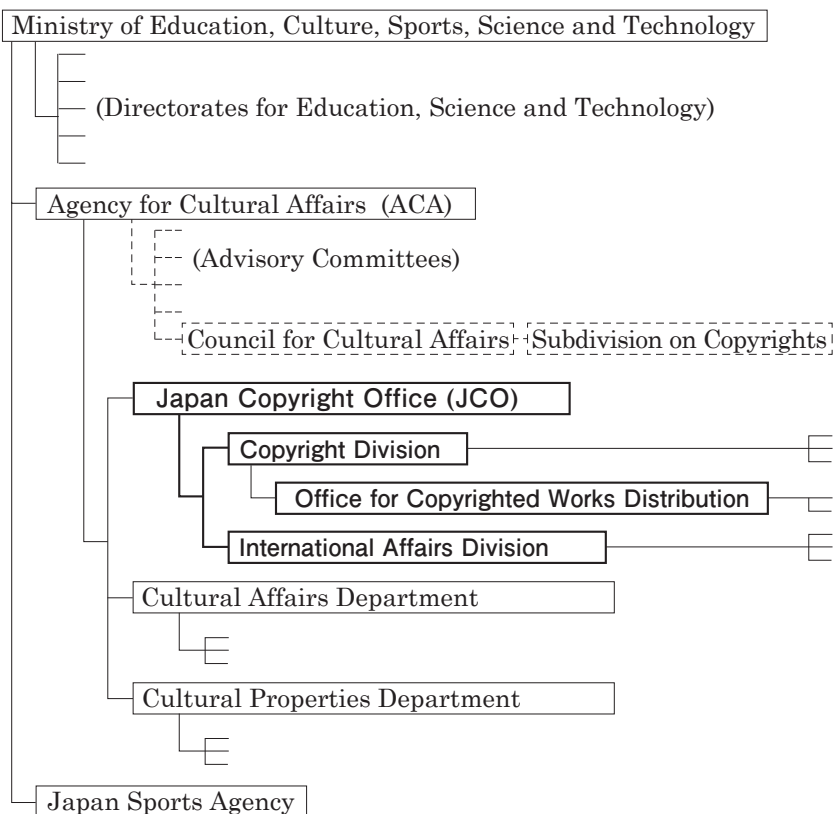 Ministry of Education, Culture, Sports, Science and Technology
(Directorates for Education, Science and Technology)
Agency for Cultural Affairs (ACA)
(Advisory Committees)
Council for Cultural Affairs Subdivision on Copyrights
Japan Copyright Office (JCO)
Copyright Division
Office for Copyrighted Works Distribution
International Affairs Division
Cultural Affairs Department
Cultural Properties Department
Japan Sports Agency